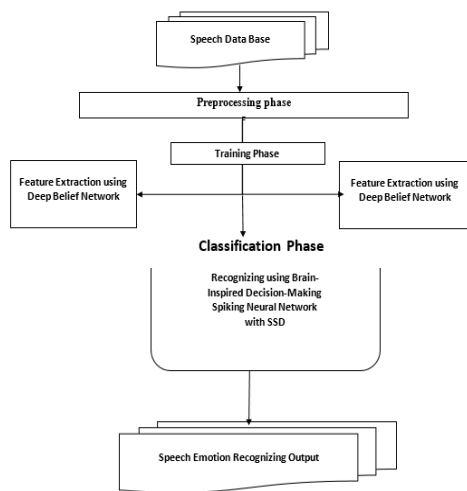 Speech Data Base
Preprocessing phase
Training Phase
Feature Extraction using
Deep Belief Network
Feature Extraction using
Deep Belief Network
Classification Phase
Recognizing using Brain-
Inspired Decision-Making
Spiking Neural Network
with SSD
Speech Emotion Recognizing Output